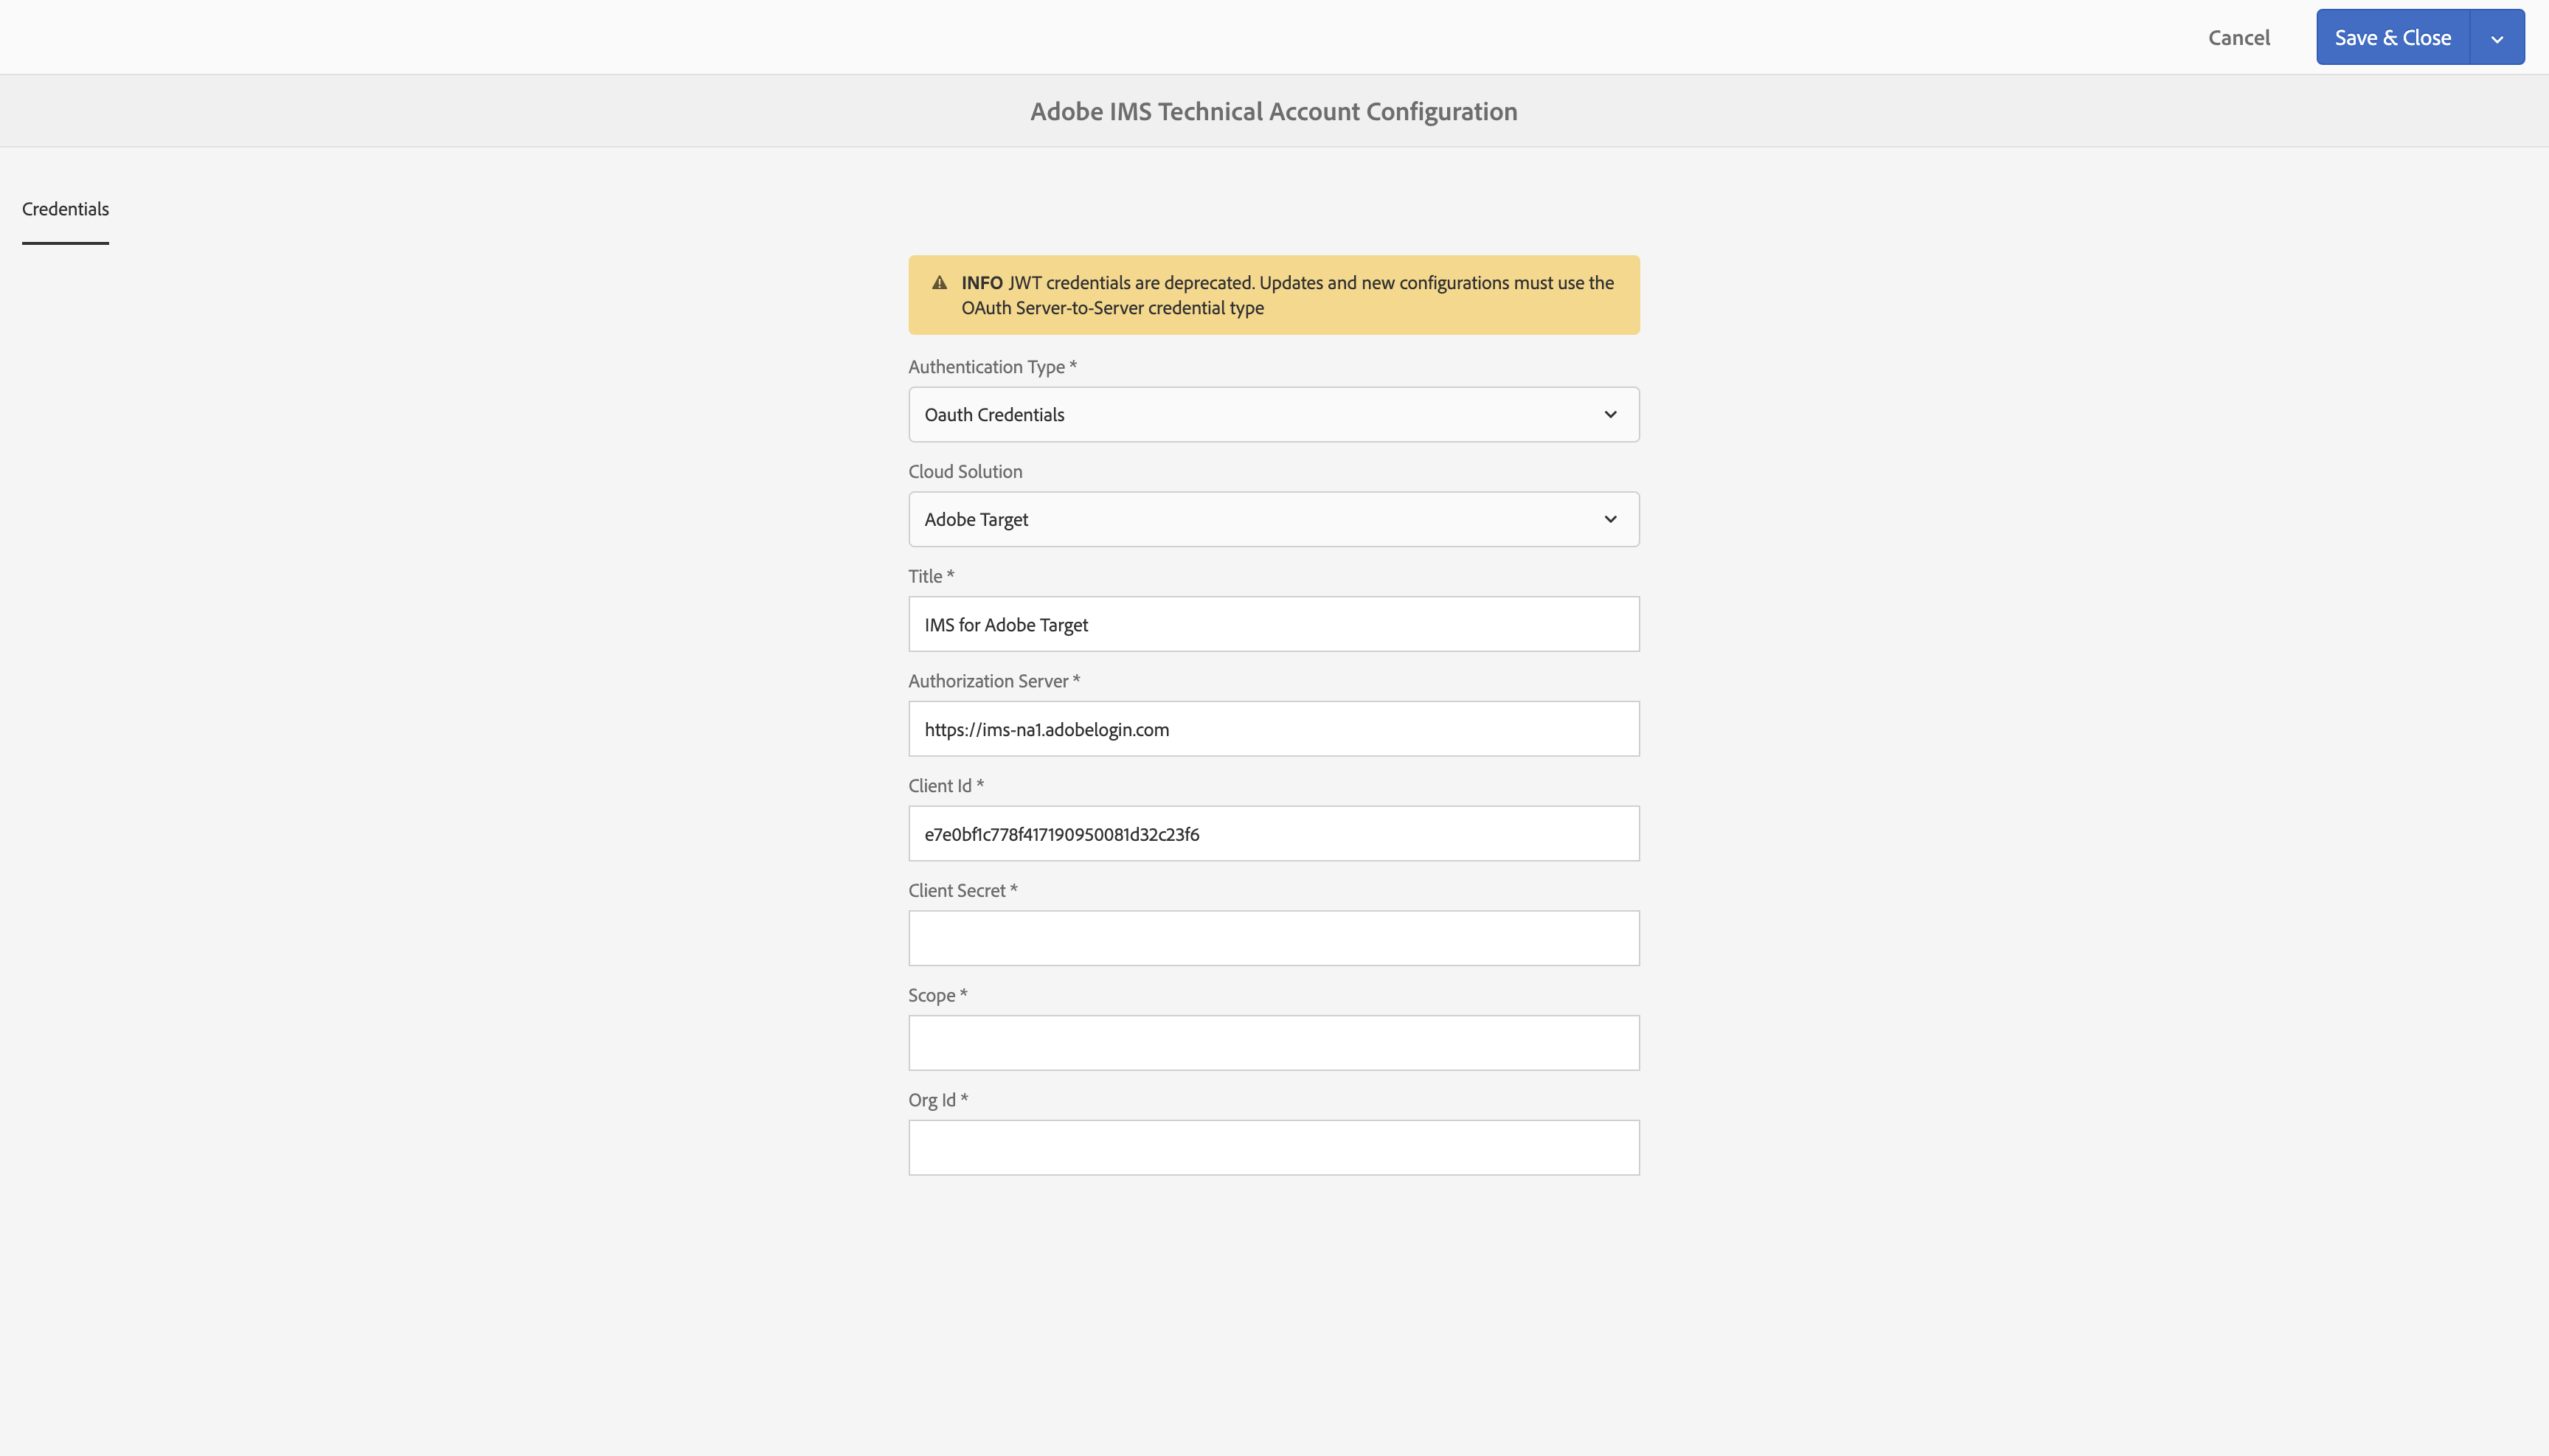 Cancel
Save & Close
Adobe IMS Technical Account Configuration
Credentials
INFO JWT credentials are deprecated. Updates and new configurations must use the
OAuth Server-to-Server credential type
Authentication Type *
Oauth Credentials
Cloud Solution
Adobe Target
Title *
IMS for Adobe Target
Authorization Server *
https://ims-na1.adobelogin.com
Client Id *
e7e0bf1c778f417190950081d32c23f6
Client Secret *
Scope *
Org Id *